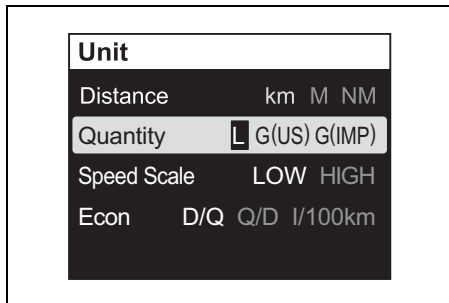 Unit
Distance km M NM
Quantity L G(US) G(IMP)
Speed Scale LOW HIGH
Econ D/Q Q/D l/100km